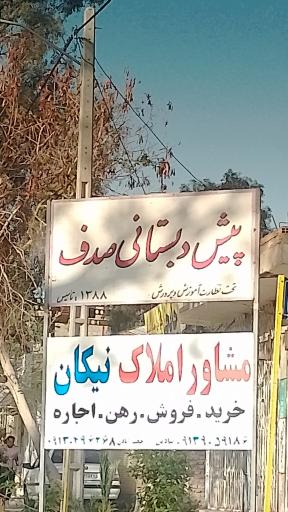 پیش دبستانی صدف
تحت نظارت آموزش و پرورش تاسیس ۱۳۸۸
مشاور املاک نیکان
خرید.فروش.رهن.اجاره